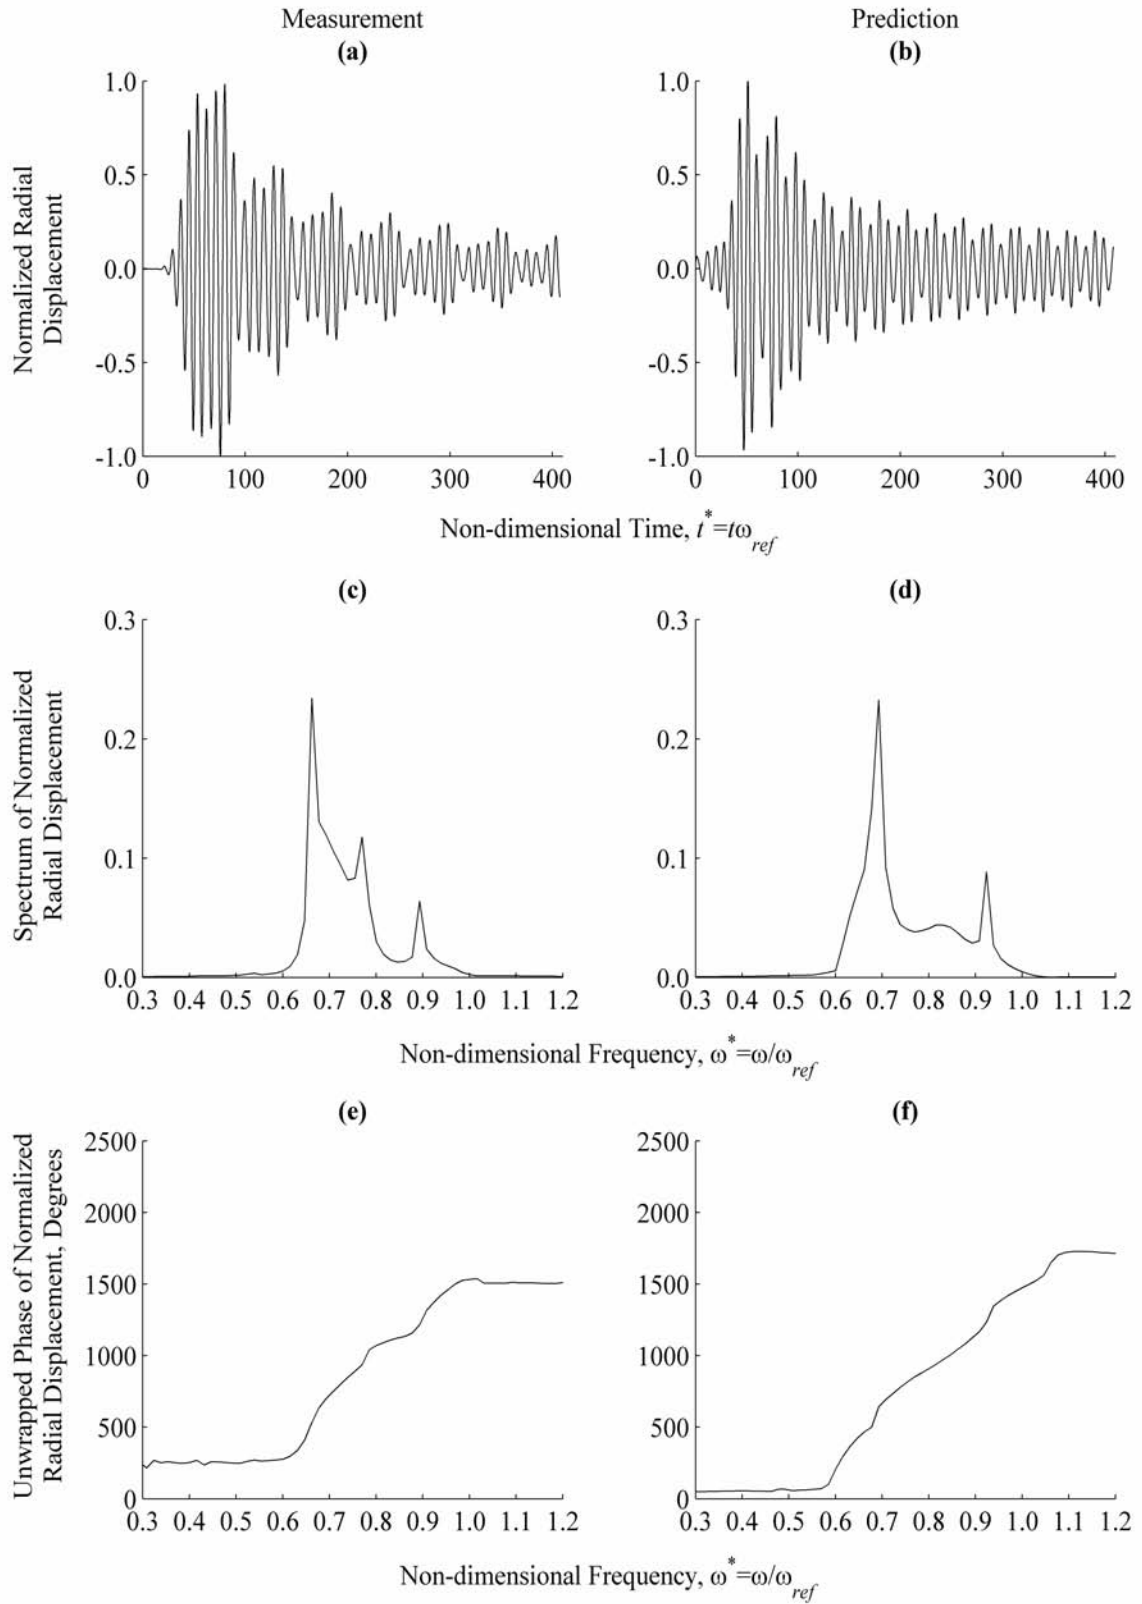 Measurement
(a)
Prediction
(b)
Normalized Radial
Displacement
1.0
0.5
0.0
-0.5
-1.0
0 100 200 300 400
1.0
0.5
0.0
-0.5
-1.0
0 100 200 300 400
Non-dimensional Time, t*=tω_ref
(c)
(d)
Spectrum of Normalized
Radial Displacement
0.3
0.2
0.1
0.0
0.3 0.4 0.5 0.6 0.7 0.8 0.9 1.0 1.1 1.2
0.3
0.2
0.1
0.0
0.3 0.4 0.5 0.6 0.7 0.8 0.9 1.0 1.1 1.2
Non-dimensional Frequency, ω*=ω/ω_ref
(e)
(f)
Unwrapped Phase of Normalized
Radial Displacement, Degrees
2500
2000
1500
1000
500
0
0.3 0.4 0.5 0.6 0.7 0.8 0.9 1.0 1.1 1.2
2500
2000
1500
1000
500
0
0.3 0.4 0.5 0.6 0.7 0.8 0.9 1.0 1.1 1.2
Non-dimensional Frequency, ω*=ω/ω_ref